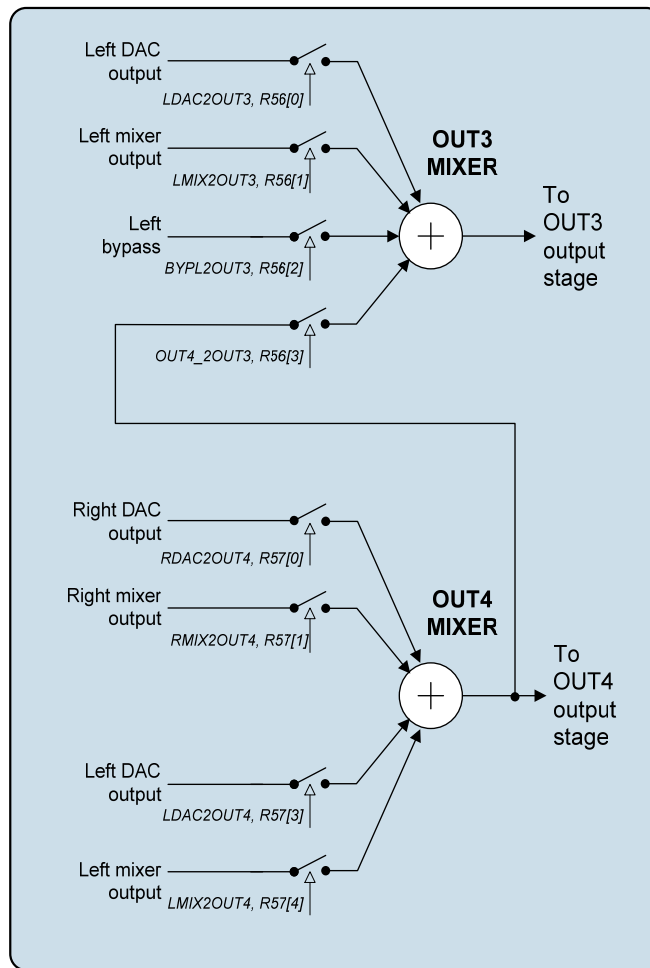 Left DAC
output
LDAC2OUT3, R56[0]
Left mixer
output
LMIX2OUT3, R56[1]
OUT3
MIXER
Left
bypass
BYPL2OUT3, R56[2]
To
OUT3
output
stage
OUT4_2OUT3, R56[3]
Right DAC
output
RDAC2OUT4, R57[0]
Right mixer
output
RMIX2OUT4, R57[1]
OUT4
MIXER
To
OUT4
output
stage
Left DAC
output
LDAC2OUT4, R57[3]
Left mixer
output
LMIX2OUT4, R57[4]